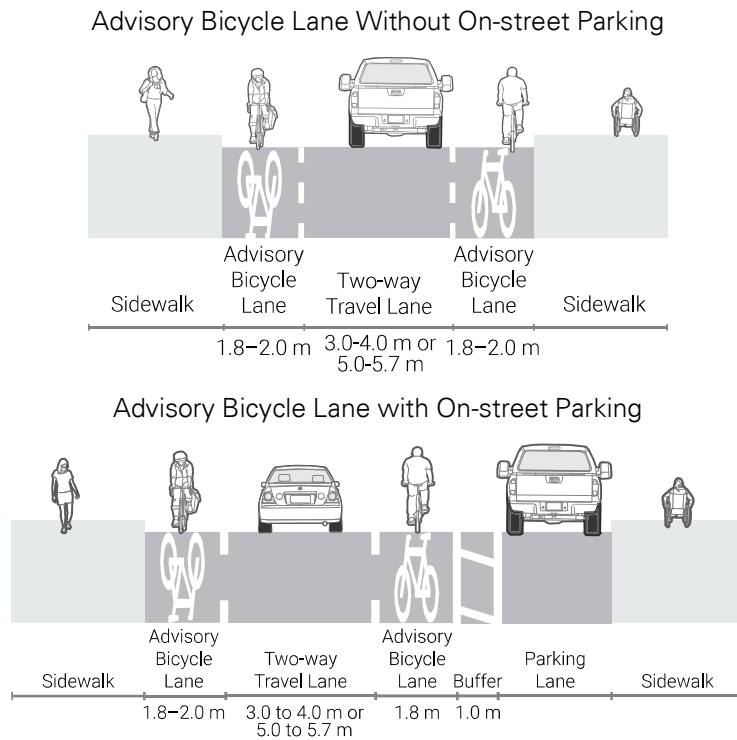 Advisory Bicycle Lane Without On-street Parking
Sidewalk
Advisory
Bicycle
Lane
Two-way
Travel Lane
Advisory
Bicycle
Lane
Sidewalk
1.8–2.0 m
3.0-4.0 m or
5.0-5.7 m
1.8–2.0 m
Advisory Bicycle Lane with On-street Parking
Sidewalk
Advisory
Bicycle
Lane
Two-way
Travel Lane
Advisory
Bicycle
Lane
Buffer
Parking
Lane
Sidewalk
1.8–2.0 m
3.0 to 4.0 m or
5.0 to 5.7 m
1.8 m
1.0 m